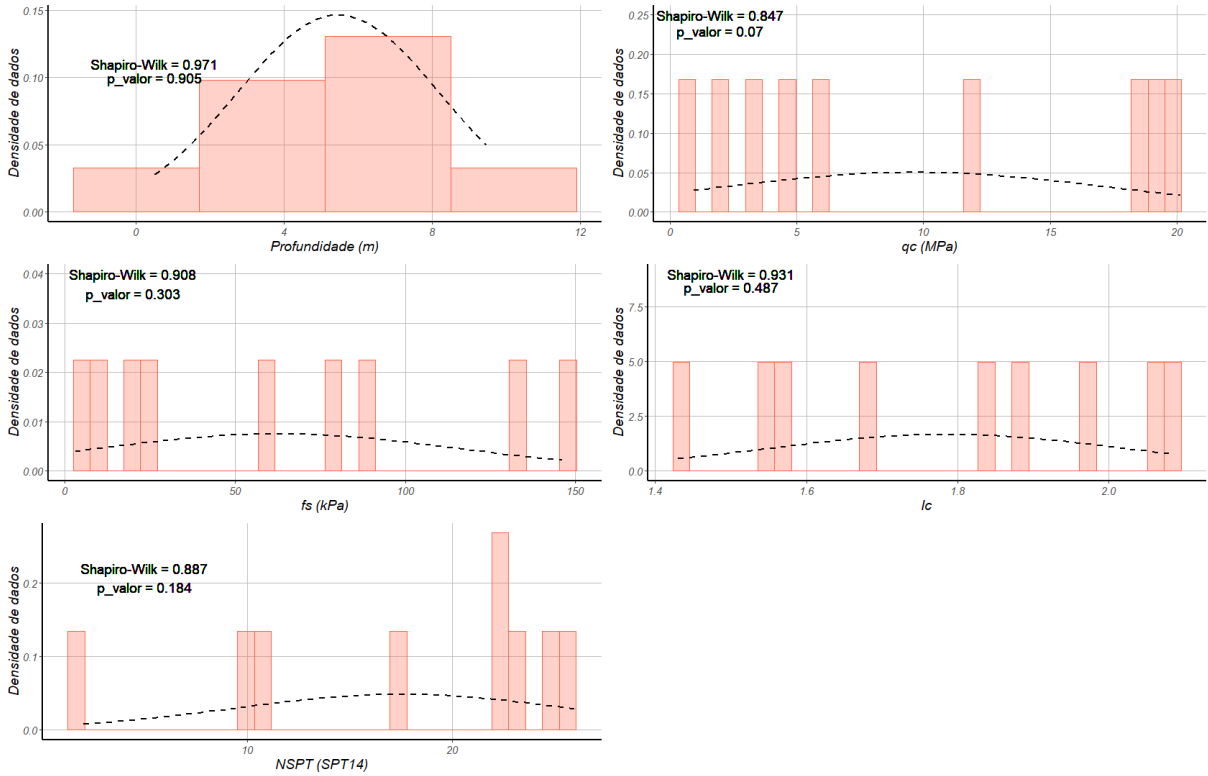 Shapiro-Wilk = 0.971
p_valor = 0.905
Densidade de dados
0.15
0.10
0.05
0.00
0
4
8
12
Profundidade (m)
Shapiro-Wilk = 0.847
p_valor = 0.07
Densidade de dados
0.25
0.20
0.15
0.10
0.05
0.00
0
5
10
15
20
qc (MPa)
Shapiro-Wilk = 0.908
p_valor = 0.303
Densidade de dados
0.04
0.03
0.02
0.01
0.00
0
50
100
150
fs (kPa)
Shapiro-Wilk = 0.931
p_valor = 0.487
Densidade de dados
7.5
5.0
2.5
0.0
1.4
1.6
1.8
2.0
Ic
Shapiro-Wilk = 0.887
p_valor = 0.184
Densidade de dados
0.2
0.1
0.0
10
20
NSPT (SPT14)